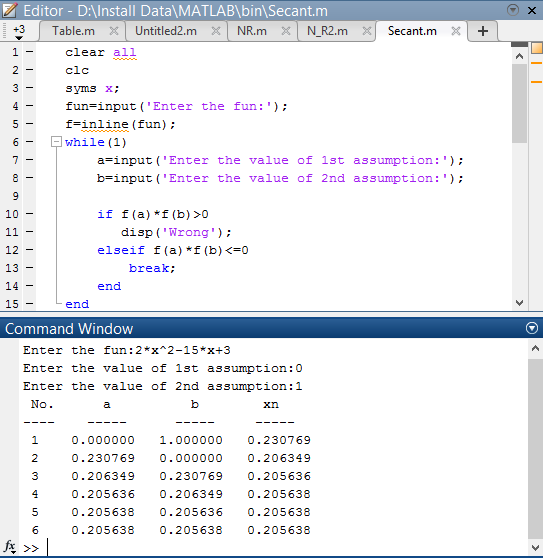 Editor - D:\Install Data\MATLAB\bin\Secant.m
+3 Table.m Untitled2.m NR.m N_R2.m Secant.m +
1 - clear all
2 - clc
3 - syms x;
4 - fun=input('Enter the fun:');
5 - f=inline(fun);
6 - while(1)
7 - a=input('Enter the value of 1st assumption:');
8 - b=input('Enter the value of 2nd assumption:');
9
10 - if f(a)*f(b)>0
11 - disp('Wrong');
12 - elseif f(a)*f(b)<=0
13 - break;
14 - end
15 - end
Command Window
Enter the fun:2*x^2-15*x+3
Enter the value of 1st assumption:0
Enter the value of 2nd assumption:1
No. a b xn
---- ----- ----- -----
1 0.000000 1.000000 0.230769
2 0.230769 0.000000 0.206349
3 0.206349 0.230769 0.205636
4 0.205636 0.206349 0.205638
5 0.205638 0.205636 0.205638
6 0.205638 0.205638 0.205638
fx >>